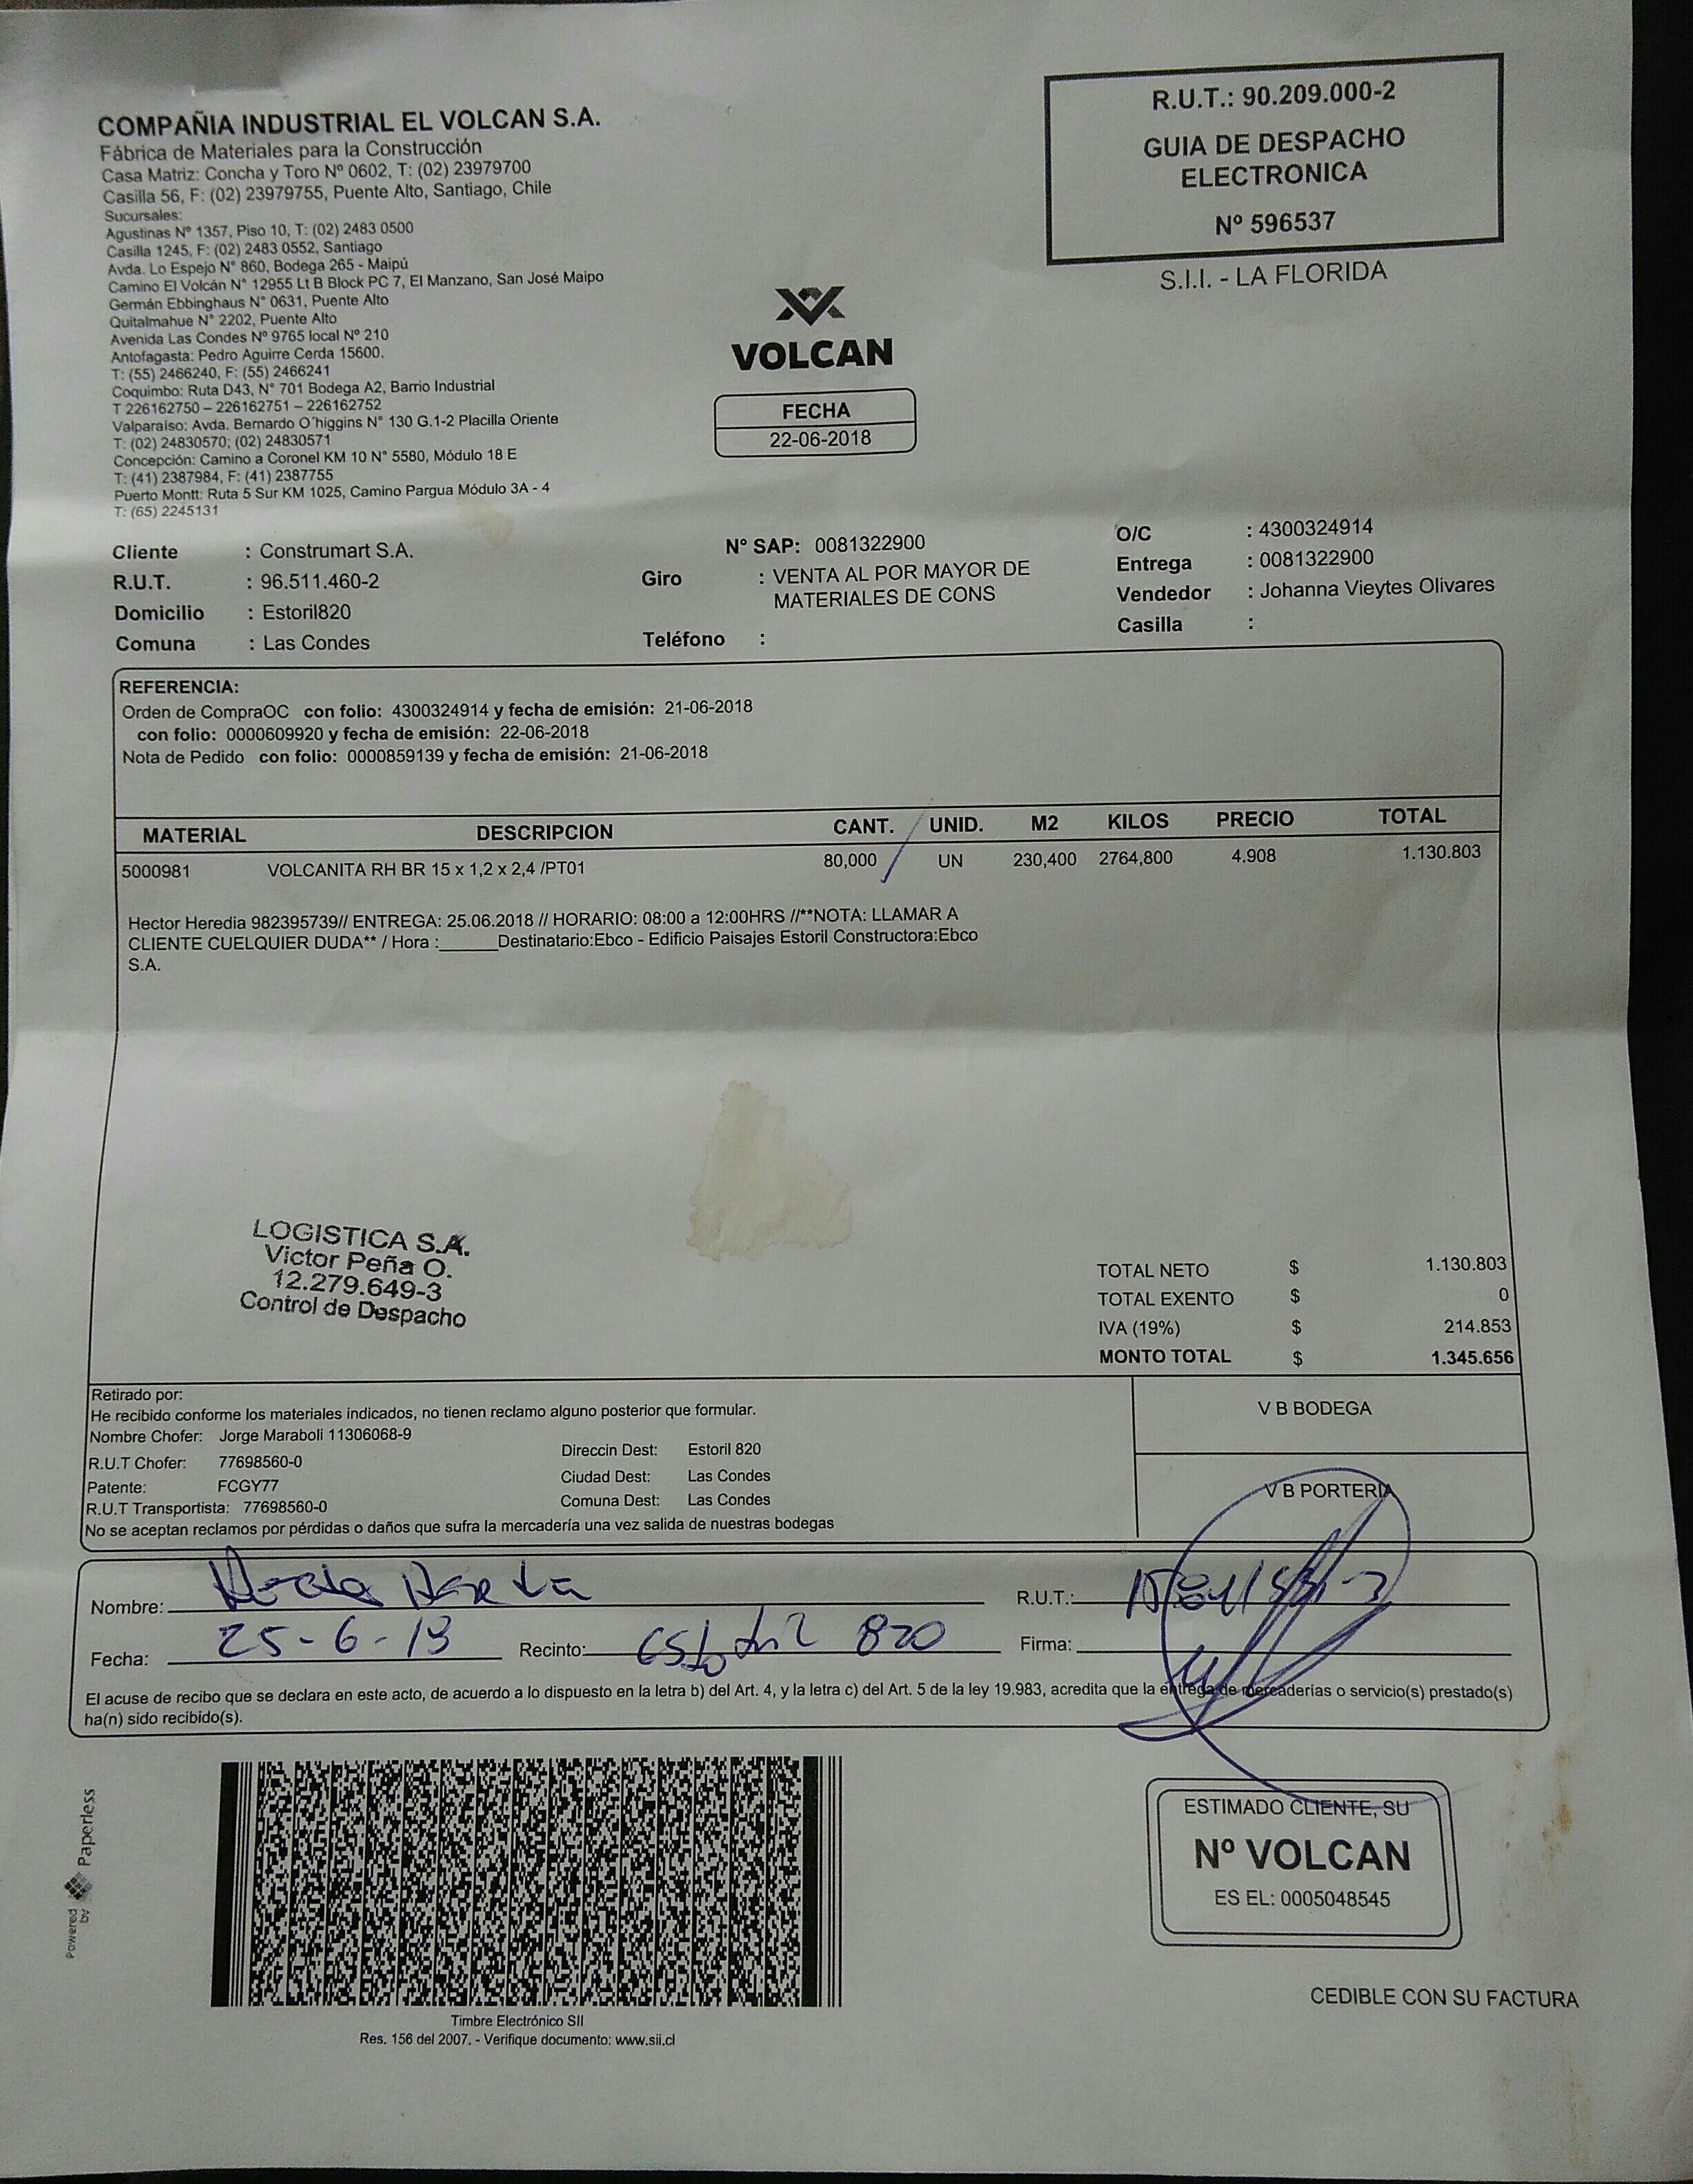 COMPAÑIA INDUSTRIAL EL VOLCAN S.A.
Fábrica de Materiales para la Construcción
Casa Matriz: Concha y Toro Nº 0602, T: (02) 23979700
Casilla 56, F: (02) 23979755, Puente Alto, Santiago, Chile
Sucursales:
Agustinas Nº 1357, Piso 10, T: (02) 2483 0500
Casilla 1245, F: (02) 2483 0552, Santiago
Avda. Lo Espejo N° 860, Bodega 265 - Maipú
Camino El Volcán N° 12955 Lt B Block PC 7, El Manzano, San José Maipo
Germán Ebbinghaus N° 0631, Puente Alto
Quitalmahue N° 2202, Puente Alto
Avenida Las Condes Nº 9765 local Nº 210
Antofagasta: Pedro Aguirre Cerda 15600.
T: (55) 2466240, F: (55) 2466241
Coquimbo: Ruta D43, N° 701 Bodega A2, Barrio Industrial
T 226162750 – 226162751 – 226162752
Valparaíso: Avda. Bernardo O'higgins N° 130 G.1-2 Placilla Oriente
T: (02) 24830570; (02) 24830571
Concepción: Camino a Coronel KM 10 N° 5580, Módulo 18 E
T: (41) 2387984, F: (41) 2387755
Puerto Montt: Ruta 5 Sur KM 1025, Camino Pargua Módulo 3A - 4
T: (65) 2245131
R.U.T.: 90.209.000-2
GUIA DE DESPACHO
ELECTRONICA
Nº 596537
S.I.I. - LA FLORIDA
VOLCAN
FECHA
22-06-2018
Cliente : Construmart S.A.
R.U.T. : 96.511.460-2
Domicilio : Estoril820
Comuna : Las Condes
N° SAP: 0081322900
Giro : VENTA AL POR MAYOR DE
MATERIALES DE CONS
Teléfono :
O/C : 4300324914
Entrega : 0081322900
Vendedor : Johanna Vieytes Olivares
Casilla :
REFERENCIA:
Orden de CompraOC con folio: 4300324914 y fecha de emisión: 21-06-2018
con folio: 0000609920 y fecha de emisión: 22-06-2018
Nota de Pedido con folio: 0000859139 y fecha de emisión: 21-06-2018
MATERIAL DESCRIPCION CANT. UNID. M2 KILOS PRECIO TOTAL
5000981 VOLCANITA RH BR 15 x 1,2 x 2,4 /PT01 80,000 UN 230,400 2764,800 4.908 1.130.803
Hector Heredia 982395739// ENTREGA: 25.06.2018 // HORARIO: 08:00 a 12:00HRS //**NOTA: LLAMAR A
CLIENTE CUELQUIER DUDA** / Hora :______Destinatario:Ebco - Edificio Paisajes Estoril Constructora:Ebco
S.A.
LOGISTICA S.A.
Victor Peña O.
12.279.649-3
Control de Despacho
TOTAL NETO $ 1.130.803
TOTAL EXENTO $ 0
IVA (19%) $ 214.853
MONTO TOTAL $ 1.345.656
Retirado por:
He recibido conforme los materiales indicados, no tienen reclamo alguno posterior que formular.
Nombre Chofer: Jorge Maraboli 11306068-9
R.U.T Chofer: 77698560-0
Patente: FCGY77
R.U.T Transportista: 77698560-0
Direccin Dest: Estoril 820
Ciudad Dest: Las Condes
Comuna Dest: Las Condes
No se aceptan reclamos por pérdidas o daños que sufra la mercadería una vez salida de nuestras bodegas
V B BODEGA
V B PORTERIA
Nombre:
R.U.T.:
Fecha: 25-6-18 Recinto: Estoril 820 Firma:
El acuse de recibo que se declara en este acto, de acuerdo a lo dispuesto en la letra b) del Art. 4, y la letra c) del Art. 5 de la ley 19.983, acredita que la entrega de mercaderías o servicio(s) prestado(s)
ha(n) sido recibido(s).
Powered by Paperless
Timbre Electrónico SII
Res. 156 del 2007. - Verifique documento: www.sii.cl
ESTIMADO CLIENTE, SU
Nº VOLCAN
ES EL: 0005048545
CEDIBLE CON SU FACTURA